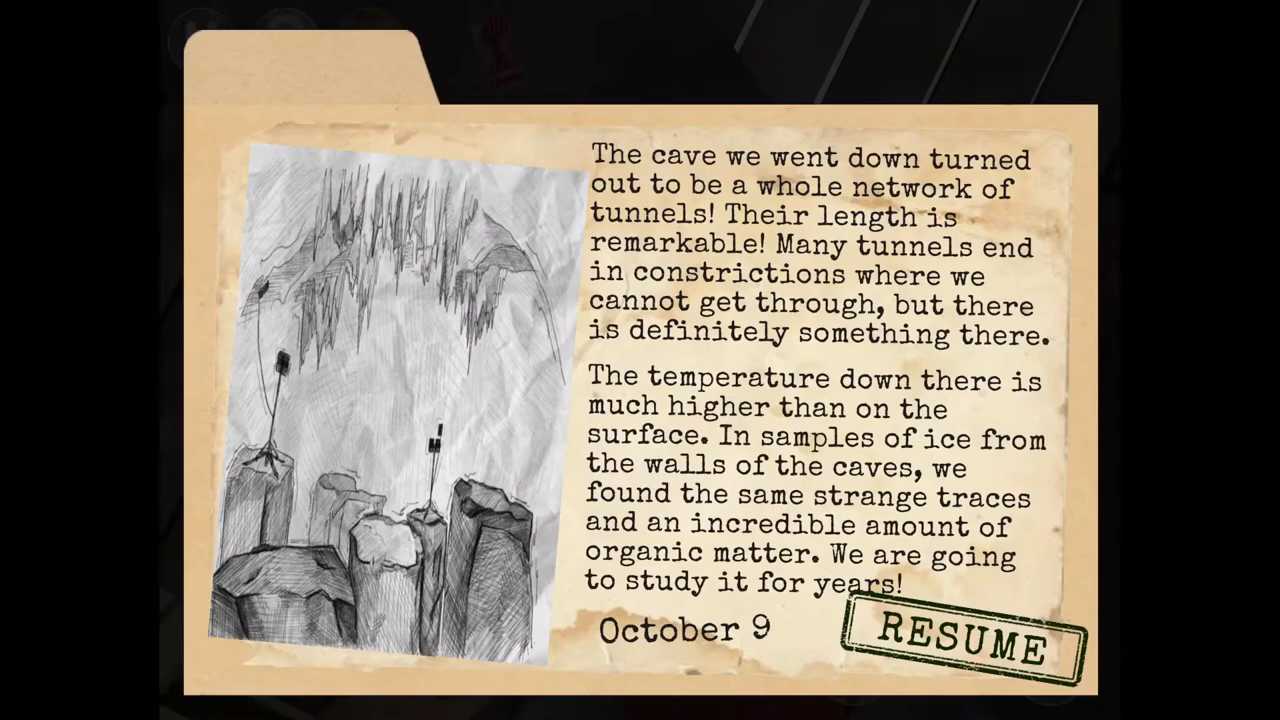 The cave we went down turned
out to be a whole network of
tunnels! Their length is
remarkable! Many tunnels end
in constrictions where we
cannot get through, but there
is definitely something there.
The temperature down there is
much higher than on the
surface. In samples of ice from
the walls of the caves, we
found the same strange traces
and an incredible amount of
organic matter. We are going
to study it for years!
October 9
RESUME